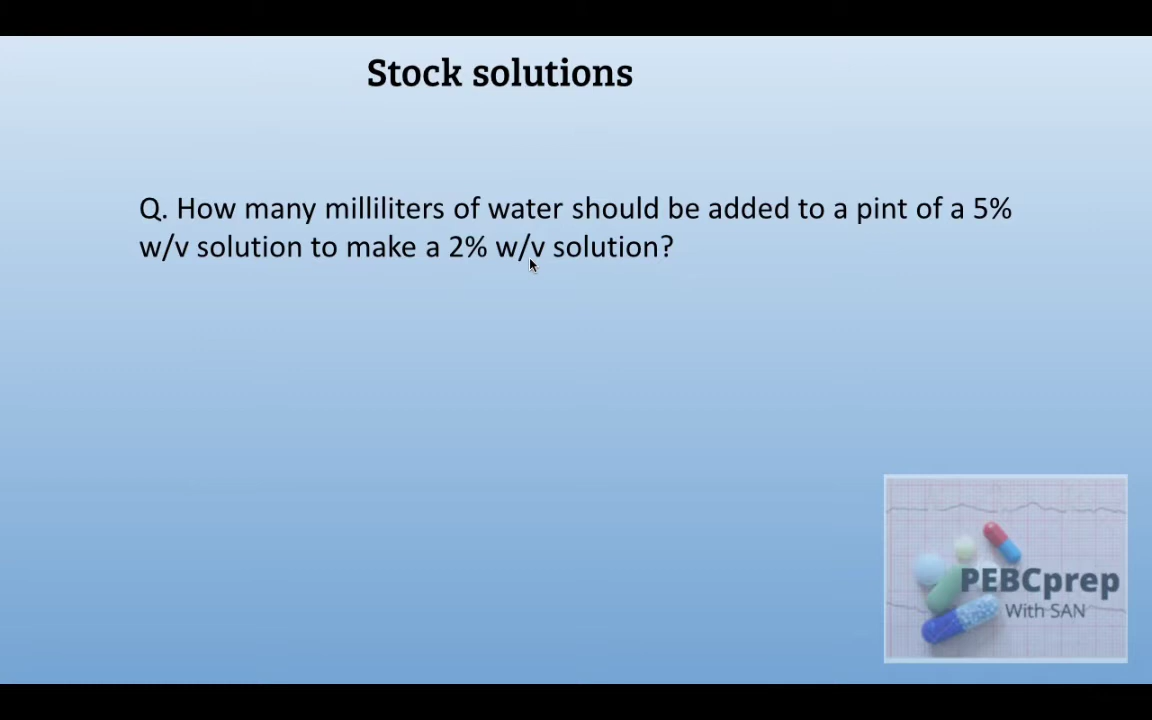 Stock solutions
Q. How many milliliters of water should be added to a pint of a 5%
w/v solution to make a 2% w/v solution?
PEBCprep
With SAN